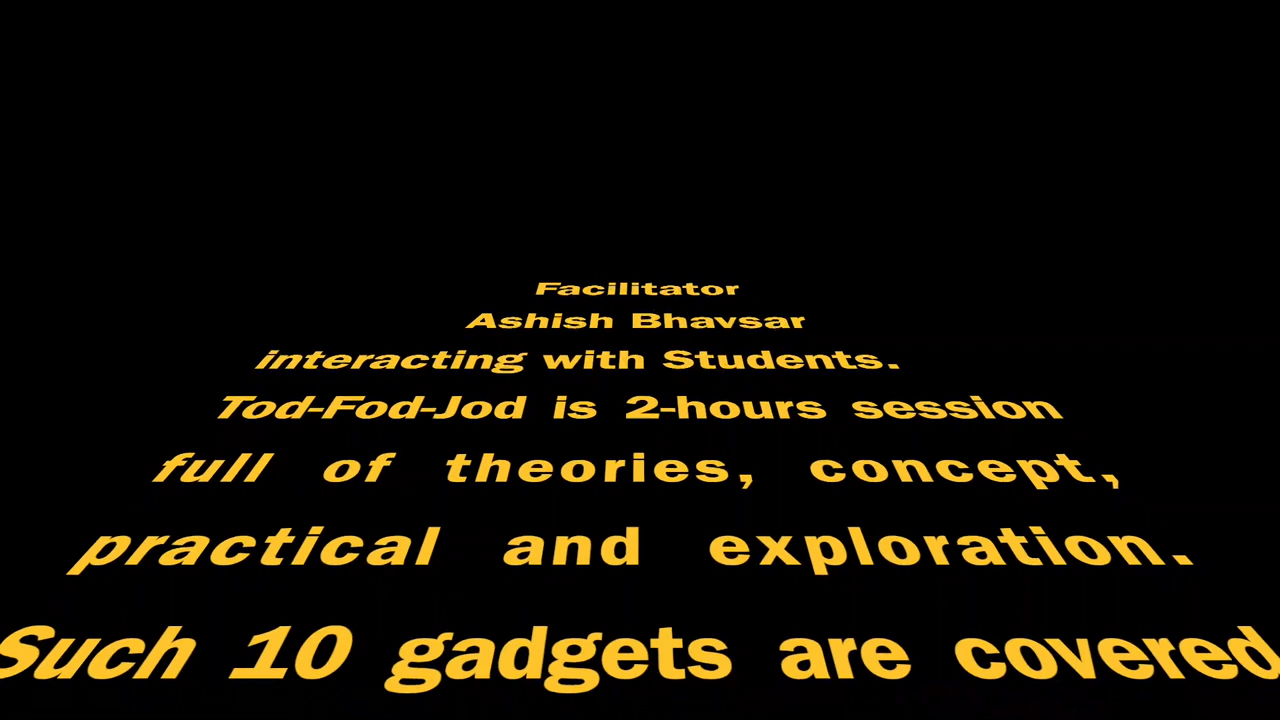 Facilitator
Ashish Bhavsar
interacting with Students.
Tod-Fod-Jod is 2-hours session
full of theories, concept,
practical and exploration.
Such 10 gadgets are covered